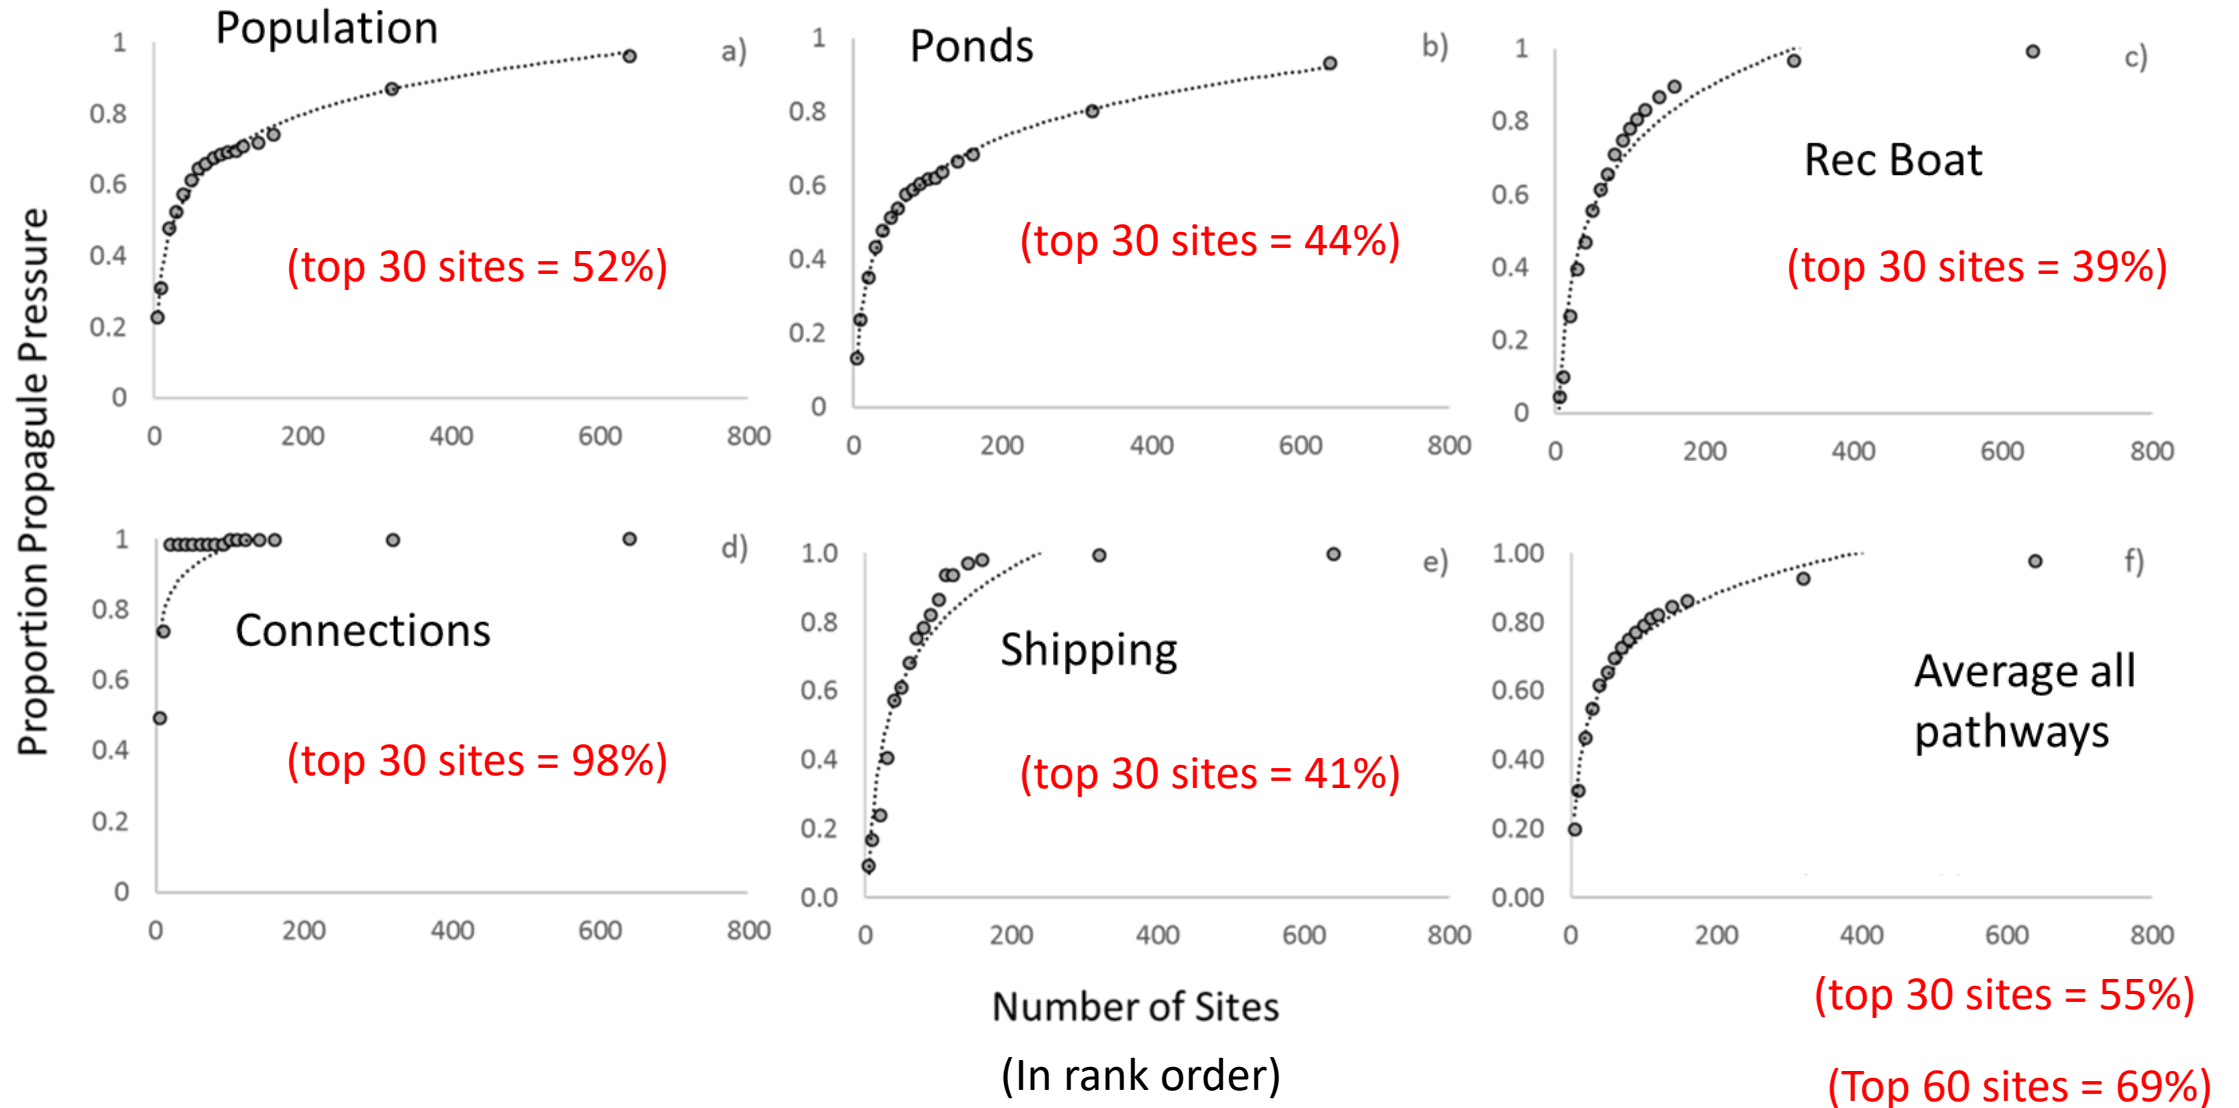 Proportion Propagule Pressure
Population
a)
1
0.8
0.6
0.4
0.2
0
(top 30 sites = 52%)
0 200 400 600 800
Ponds
b)
1
0.8
0.6
0.4
0.2
0
(top 30 sites = 44%)
0 200 400 600 800
c)
1
0.8
0.6
0.4
0.2
0
Rec Boat
(top 30 sites = 39%)
0 200 400 600 800
d)
1
0.8
0.6
0.4
0.2
0
Connections
(top 30 sites = 98%)
0 200 400 600 800
e)
1.0
0.8
0.6
0.4
0.2
0.0
Shipping
(top 30 sites = 41%)
0 200 400 600 800
f)
1.00
0.80
0.60
0.40
0.20
0.00
Average all
pathways
0 200 400 600 800
(top 30 sites = 55%)
(Top 60 sites = 69%)
Number of Sites
(In rank order)